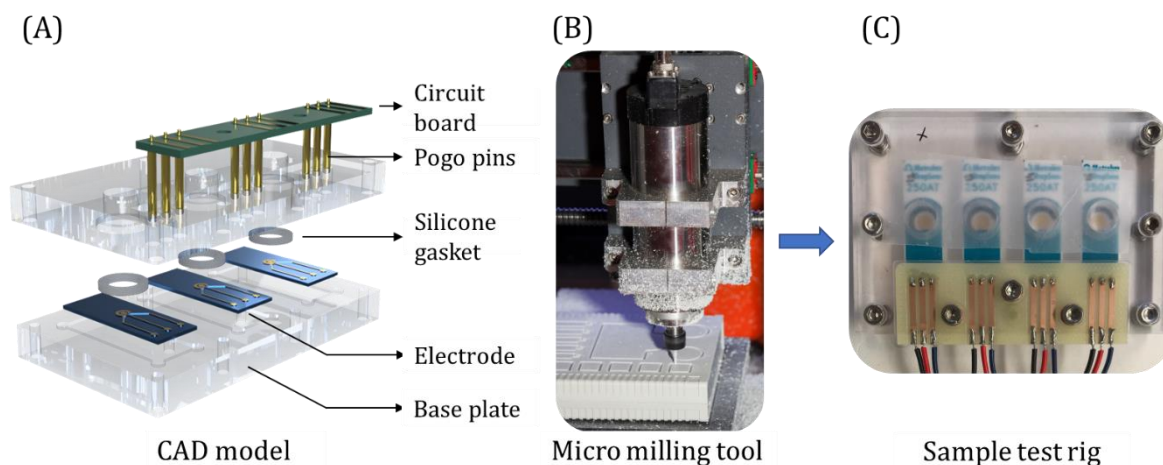 (A)
(B)
(C)
Circuit
board
Pogo pins
Silicone
gasket
Electrode
Base plate
CAD model
Micro milling tool
Sample test rig
250AT
250AT
250AT
250AT